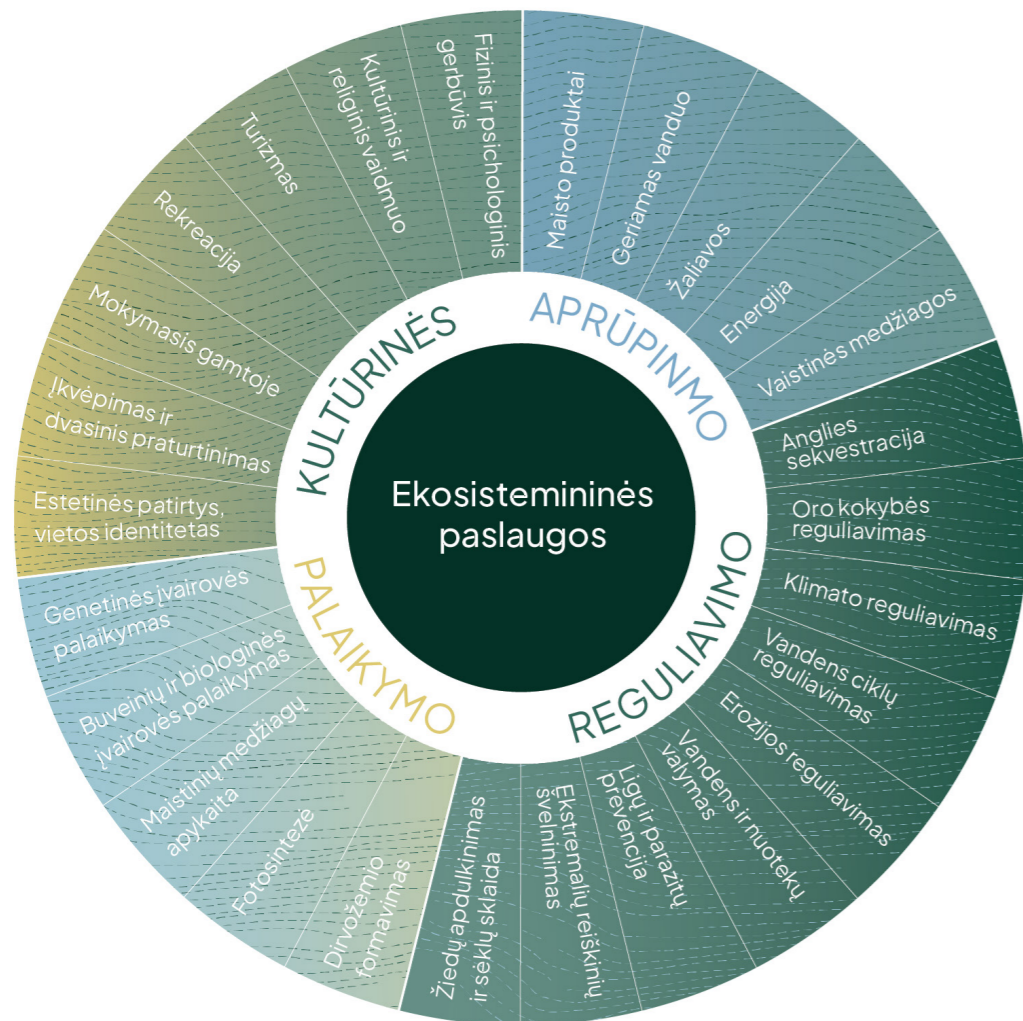 Ekosistemininės
paslaugos
APRŪPINMO
Maisto produktai
Geriamas vanduo
Žaliavos
Energija
Vaistinės medžiagos
REGULIAVIMO
Anglies
sekvestracija
Oro kokybės
reguliavimas
Klimato reguliavimas
Vandens ciklų
reguliavimas
Erozijos reguliavimas
Vandens ir nuotekų
valymas
Ligų ir parazitų
prevencija
Ekstremalių reiškinių
švelninimas
Žiedų apdulkinimas
ir sėklų sklaida
PALAIKYMO
Dirvožemio
formavimas
Fotosintezė
Maistinių medžiagų
apykaita
Buveinių ir biologinės
įvairovės palaikymas
Genetinės įvairovės
palaikymas
KULTŪRINĖS
Estetinės patirtys,
vietos identitetas
Įkvėpimas ir
dvasinis praturtinimas
Mokymasis gamtoje
Rekreacija
Turizmas
Kultūrinis ir
religinis vaidmuo
Fizinis ir psichologinis
gerbūvis